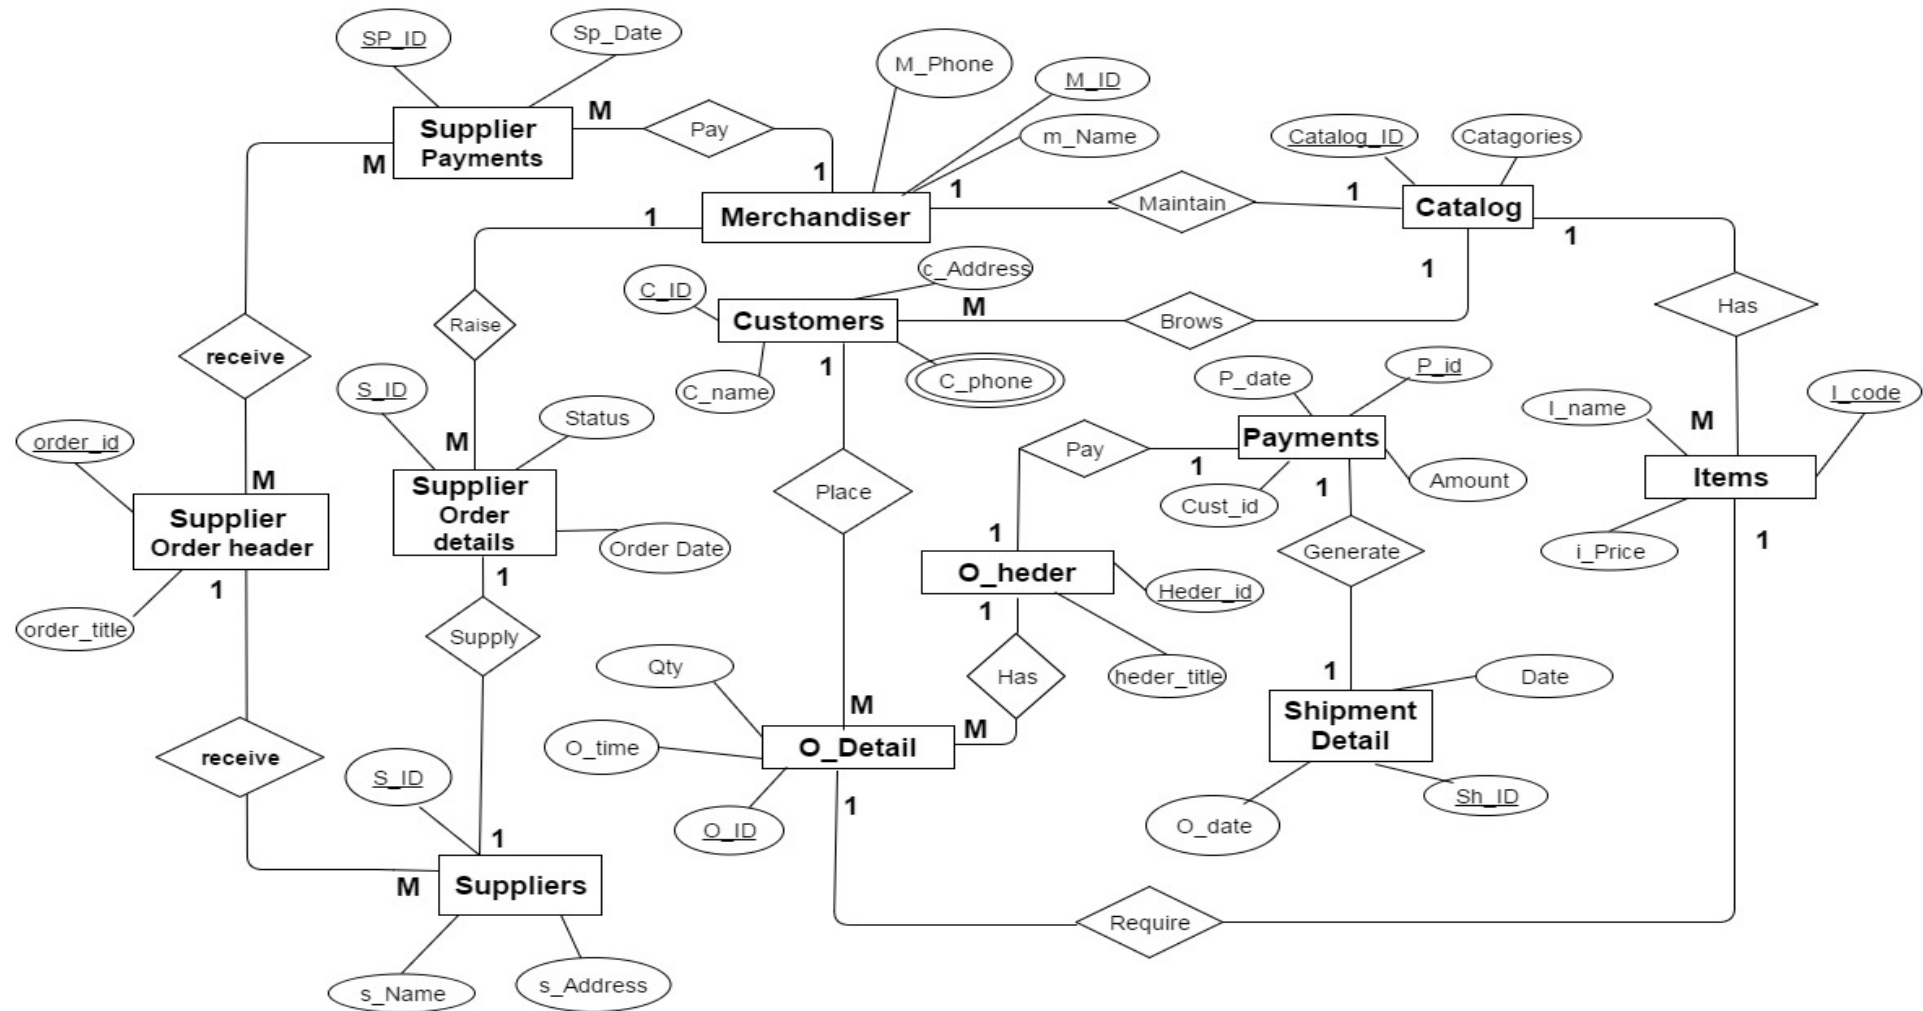 SP_ID
Sp_Date
M_Phone
M_ID
m_Name
Catalog_ID
Catagories
Supplier
Payments
M
Pay
M
1
1
Merchandiser
1
Maintain
1
Catalog
1
1
c_Address
C_ID
Customers
M
Brows
Has
Raise
1
C_name
C_phone
receive
S_ID
Status
P_date
P_id
I_name
I_code
M
order_id
M
M
Pay
1
Payments
1
Cust_id
Amount
Items
1
Supplier
Order header
1
Supplier
Order
details
1
Place
Order Date
1
O_heder
1
Heder_id
Generate
i_Price
order_title
Supply
Qty
Has
heder_title
1
Date
M
M
O_time
O_Detail
1
Shipment
Detail
receive
S_ID
O_ID
O_date
Sh_ID
1
M
Suppliers
Require
s_Name
s_Address